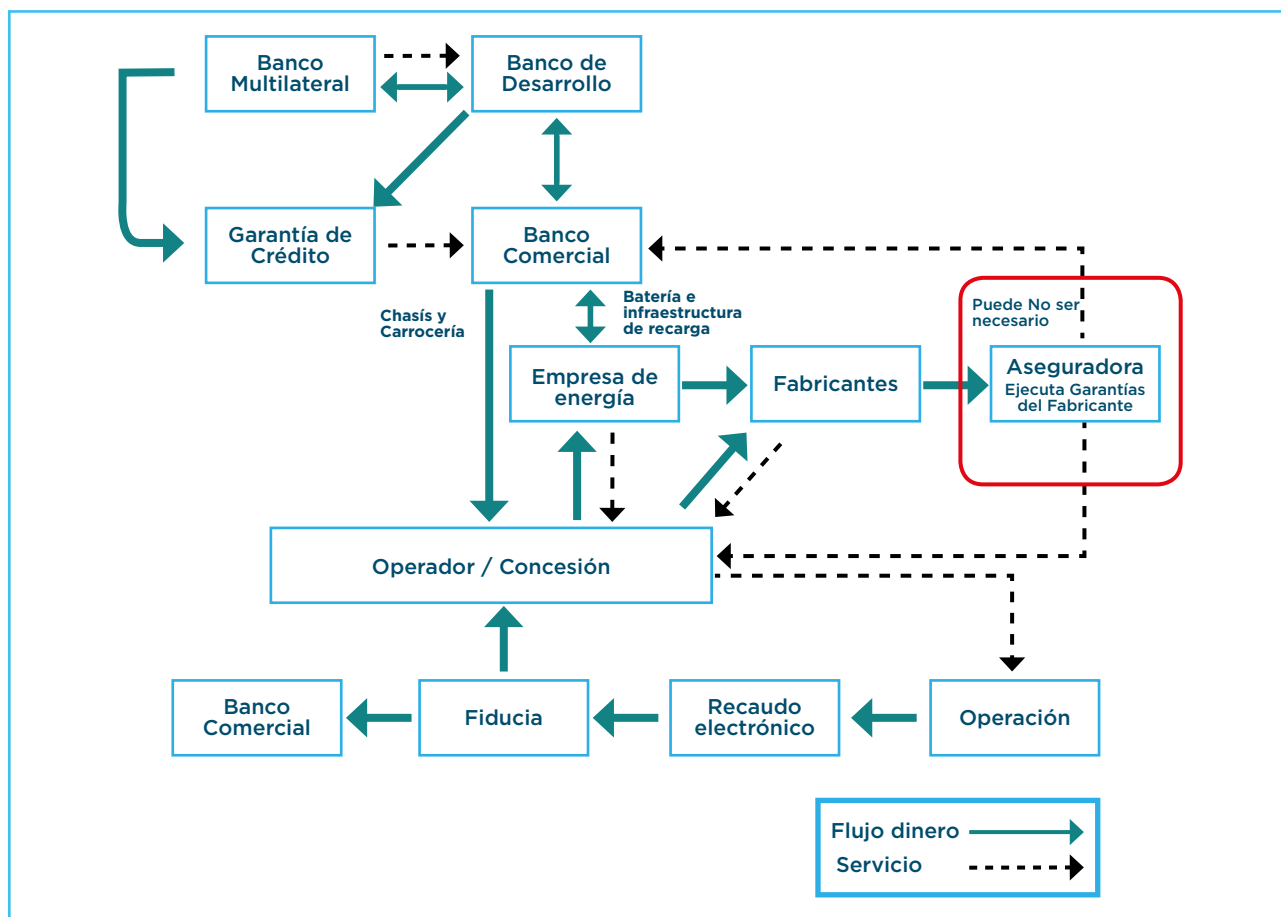 Banco
Multilateral
Banco de
Desarrollo
Garantía de
Crédito
Banco
Comercial
Chasís y
Carrocería
Batería e
infraestructura
de recarga
Puede No ser
necesario
Empresa de
energía
Fabricantes
Aseguradora
Ejecuta Garantías
del Fabricante
Operador / Concesión
Banco
Comercial
Fiducia
Recaudo
electrónico
Operación
Flujo dinero
Servicio